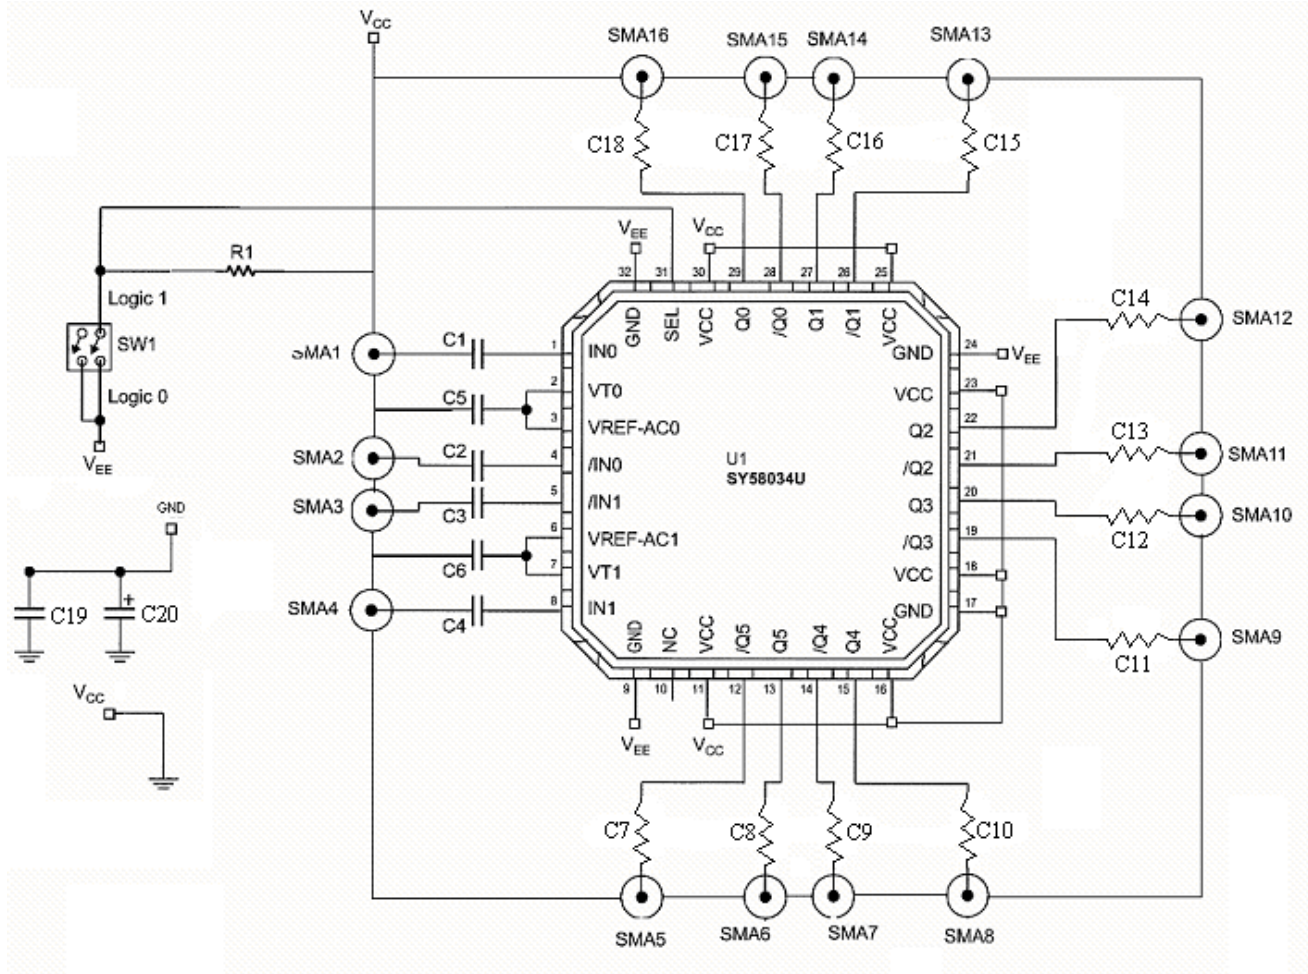 VCC
SMA16
SMA15
SMA14
SMA13
C18
C17
C16
C15
R1
VEE
VCC
32
31
30
29
28
27
26
25
GND
SEL
VCC
Q0
/Q0
Q1
/Q1
VCC
Logic 1
SW1
Logic 0
VEE
SMA1
C1
1
IN0
C5
2
VT0
3
VREF-AC0
SMA2
C2
4
/IN0
SMA3
C3
5
/IN1
6
VREF-AC1
C6
7
VT1
SMA4
C4
8
IN1
U1
SY58034U
GND
24
VEE
VCC
23
Q2
22
/Q2
21
Q3
20
/Q3
19
VCC
18
GND
17
C14
SMA12
C13
SMA11
C12
SMA10
C11
SMA9
GND
C19
+
C20
VCC
GND
NC
VCC
/Q5
Q5
/Q4
Q4
VCC
9
10
11
12
13
14
15
16
VEE
VCC
C7
C8
C9
C10
SMA5
SMA6
SMA7
SMA8